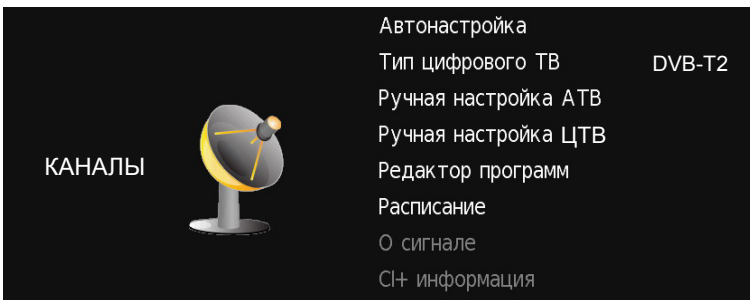 Автонастройка
Тип цифрового ТВ DVB-T2
Ручная настройка АТВ
Ручная настройка ЦТВ
КАНАЛЫ
Редактор программ
Расписание
О сигнале
CI+ информация